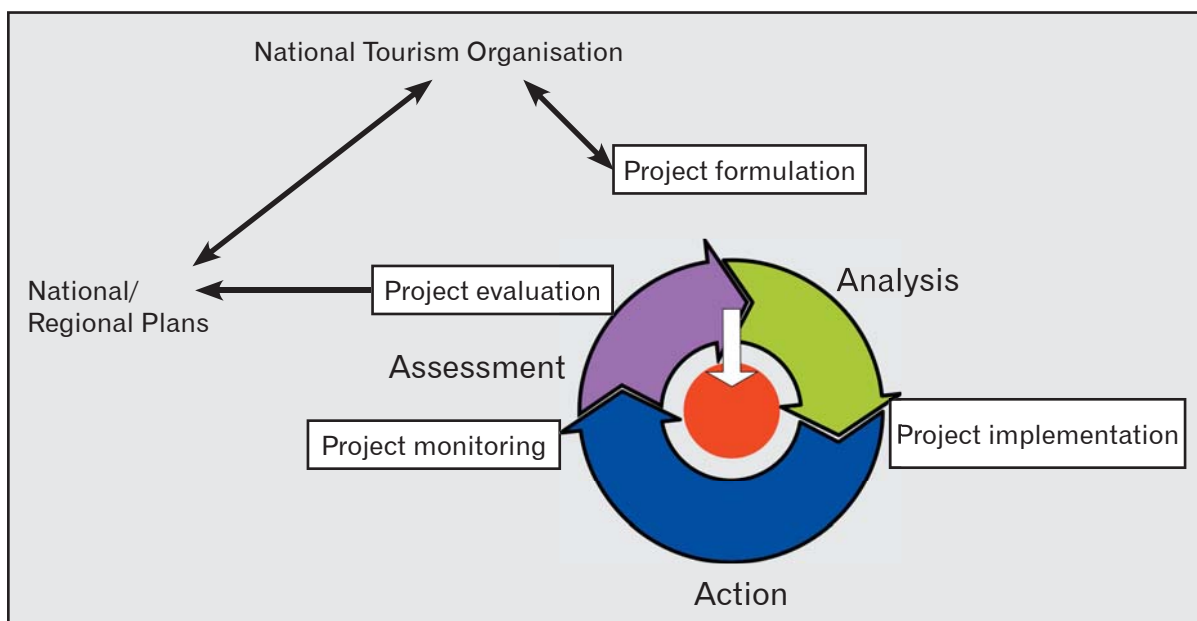 National Tourism Organisation
Project formulation
Analysis
Project evaluation
National/
Regional Plans
Assessment
Project monitoring
Project implementation
Action